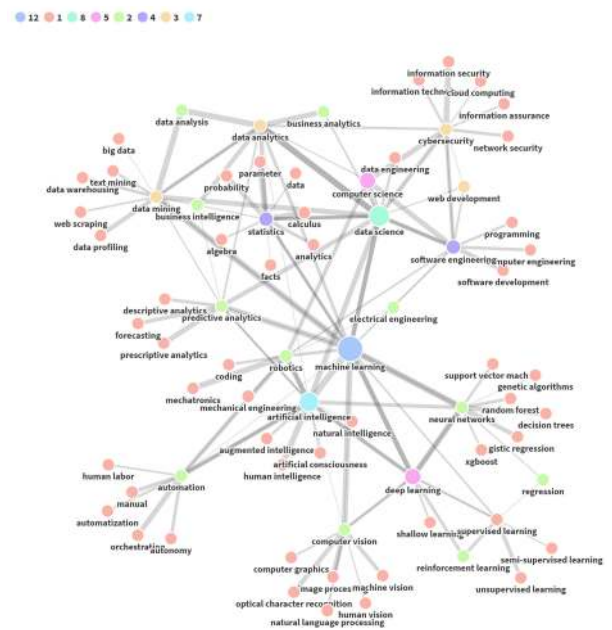 12 1 8 5 2 4 3 7
information security
information techn
cloud computing
information assurance
data analysis
business analytics
data analytics
cybersecurity
network security
big data
data engineering
text mining
parameter
data warehousing
probability
data
computer science
web development
data mining
business intelligence
web scraping
statistics
calculus
data science
programming
data profiling
algebra
analytics
software engineering
mputer engineering
facts
software development
descriptive analytics
predictive analytics
electrical engineering
forecasting
prescriptive analytics
robotics
machine learning
coding
support vector mach
genetic algorithms
mechatronics
mechanical engineering
artificial intelligence
random forest
neural networks
decision trees
natural intelligence
gistic regression
augmented intelligence
xgboost
artificial consciousness
human labor
human intelligence
automation
deep learning
regression
manual
automatization
shallow learning
supervised learning
orchestrating
autonomy
computer vision
semi-supervised learning
computer graphics
reinforcement learning
image proces
machine vision
unsupervised learning
optical character recognition
human vision
natural language processing